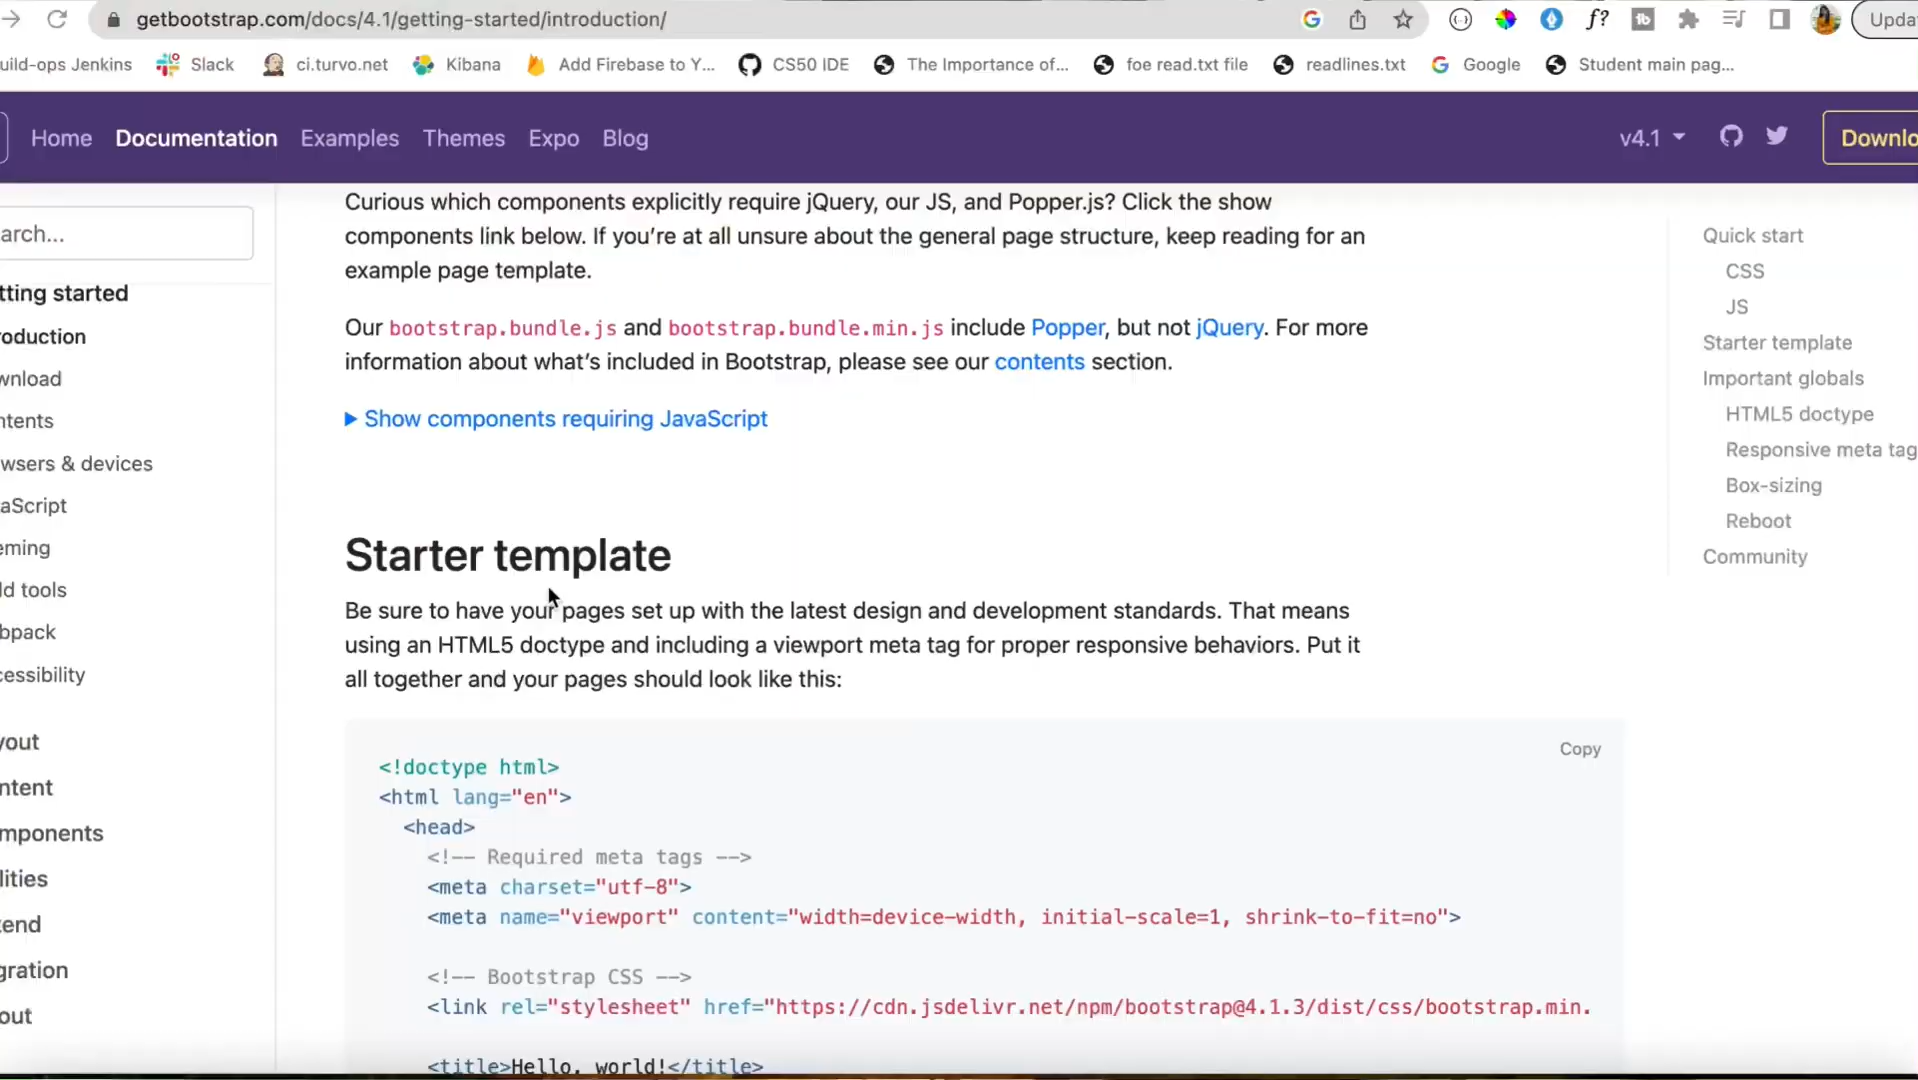 getbootstrap.com/docs/4.1/getting-started/introduction/
Upda
uild-ops Jenkins
Slack
ci.turvo.net
Kibana
Add Firebase to Y...
CS50 IDE
The Importance of...
foe read.txt file
readlines.txt
Google
Student main pag...
Home
Documentation
Examples
Themes
Expo
Blog
v4.1
Downlo
arch...
tting started
roduction
wnload
ntents
wsers & devices
aScript
eming
ld tools
bpack
cessibility
yout
ntent
mponents
lities
tend
gration
out
Curious which components explicitly require jQuery, our JS, and Popper.js? Click the show
components link below. If you’re at all unsure about the general page structure, keep reading for an
example page template.
Our bootstrap.bundle.js and bootstrap.bundle.min.js include Popper, but not jQuery. For more
information about what’s included in Bootstrap, please see our contents section.
Show components requiring JavaScript
Starter template
Be sure to have your pages set up with the latest design and development standards. That means
using an HTML5 doctype and including a viewport meta tag for proper responsive behaviors. Put it
all together and your pages should look like this:
Copy
<!doctype html>
<html lang="en">
<head>
<!-- Required meta tags -->
<meta charset="utf-8">
<meta name="viewport" content="width=device-width, initial-scale=1, shrink-to-fit=no">
<!-- Bootstrap CSS -->
<link rel="stylesheet" href="https://cdn.jsdelivr.net/npm/bootstrap@4.1.3/dist/css/bootstrap.min.
<title>Hello, world!</title>
Quick start
CSS
JS
Starter template
Important globals
HTML5 doctype
Responsive meta tag
Box-sizing
Reboot
Community